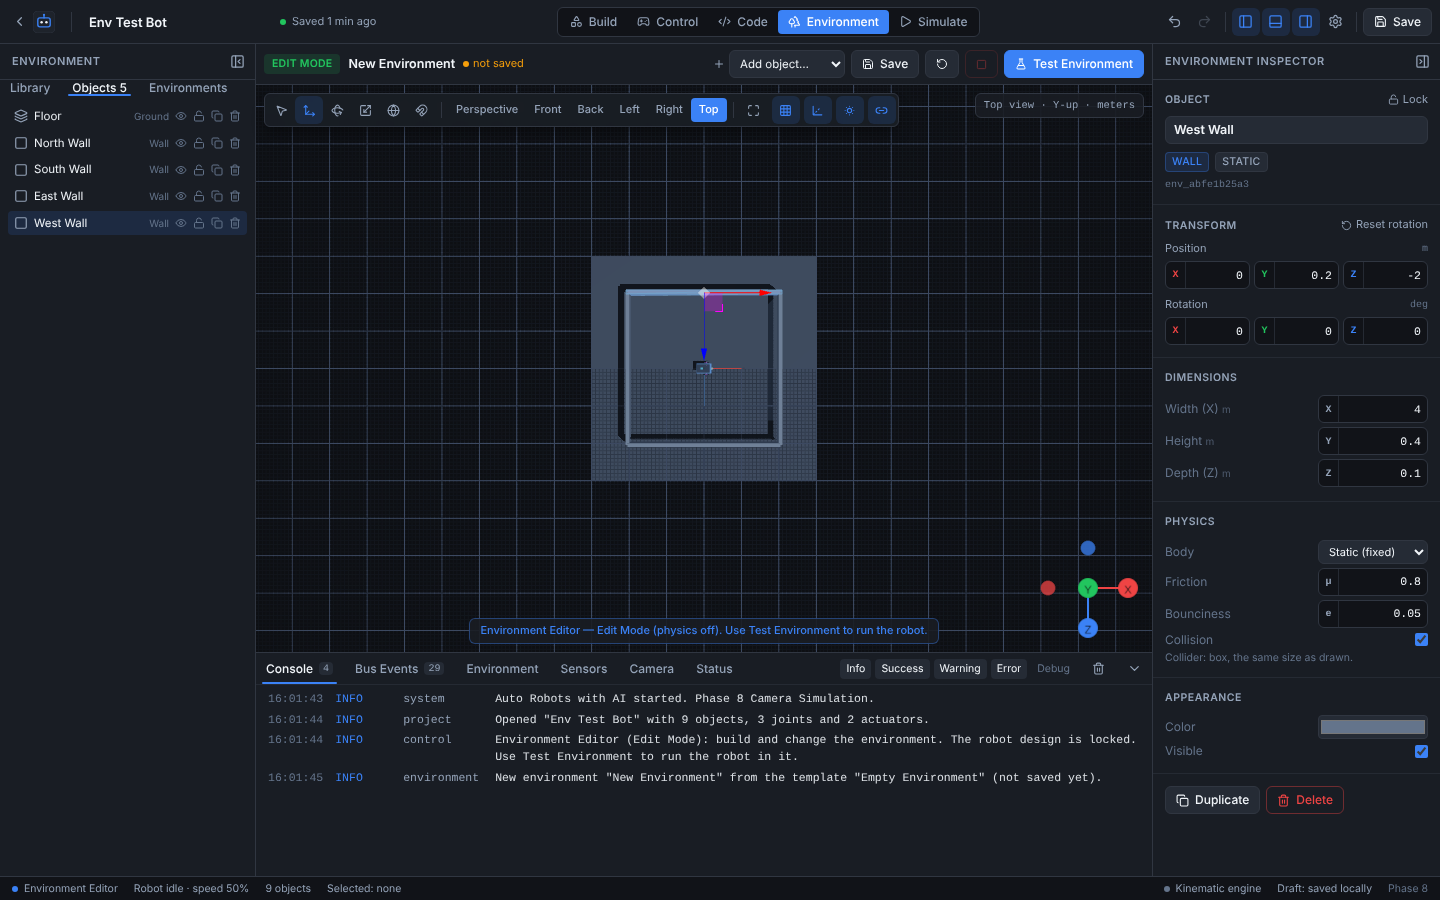 Env Test Bot
Saved 1 min ago
Build
Control
Code
Environment
Simulate
Save
ENVIRONMENT
Library
Objects 5
Environments
Floor Ground
North Wall Wall
South Wall Wall
East Wall Wall
West Wall Wall
EDIT MODE
New Environment
not saved
Add object...
Save
Test Environment
Perspective
Front
Back
Left
Right
Top
Top view · Y-up · meters
Y
X
Z
Environment Editor — Edit Mode (physics off). Use Test Environment to run the robot.
Console 4
Bus Events 29
Environment
Sensors
Camera
Status
Info
Success
Warning
Error
Debug
16:01:43 INFO system Auto Robots with AI started. Phase 8 Camera Simulation.
16:01:44 INFO project Opened "Env Test Bot" with 9 objects, 3 joints and 2 actuators.
16:01:44 INFO control Environment Editor (Edit Mode): build and change the environment. The robot design is locked.
Use Test Environment to run the robot in it.
16:01:45 INFO environment New environment "New Environment" from the template "Empty Environment" (not saved yet).
ENVIRONMENT INSPECTOR
OBJECT
Lock
West Wall
WALL
STATIC
env_abfe1b25a3
TRANSFORM
Reset rotation
Position m
X 0 Y 0.2 Z -2
Rotation deg
X 0 Y 0 Z 0
DIMENSIONS
Width (X) m X 4
Height m Y 0.4
Depth (Z) m Z 0.1
PHYSICS
Body Static (fixed)
Friction μ 0.8
Bounciness e 0.05
Collision
Collider: box, the same size as drawn.
APPEARANCE
Color
Visible
Duplicate
Delete
Environment Editor
Robot idle · speed 50%
9 objects
Selected: none
Kinematic engine
Draft: saved locally
Phase 8